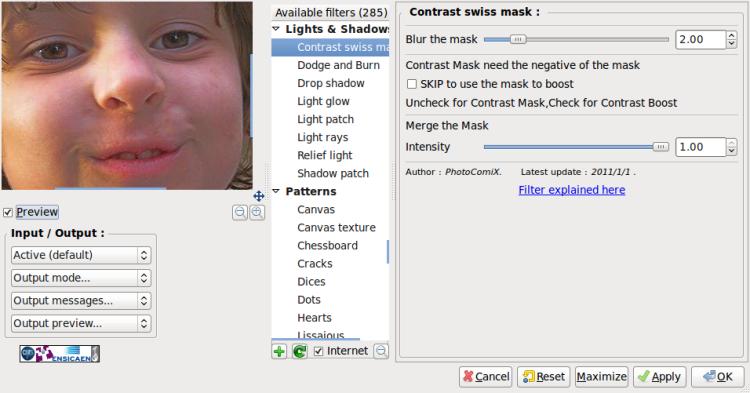 Available filters (285)
Lights & Shadows
Contrast swiss ma
Dodge and Burn
Drop shadow
Light glow
Light patch
Light rays
Relief light
Shadow patch
Patterns
Canvas
Canvas texture
Chessboard
Cracks
Dices
Dots
Hearts
Lissajous
Internet
Preview
Input / Output :
Active (default)
Output mode...
Output messages...
Output preview...
ENSICAEN
Contrast swiss mask :
Blur the mask 2.00
Contrast Mask need the negative of the mask
SKIP to use the mask to boost
Uncheck for Contrast Mask,Check for Contrast Boost
Merge the Mask
Intensity 1.00
Author : PhotoComiX. Latest update : 2011/1/1 .
Filter explained here
Cancel Reset Maximize Apply OK